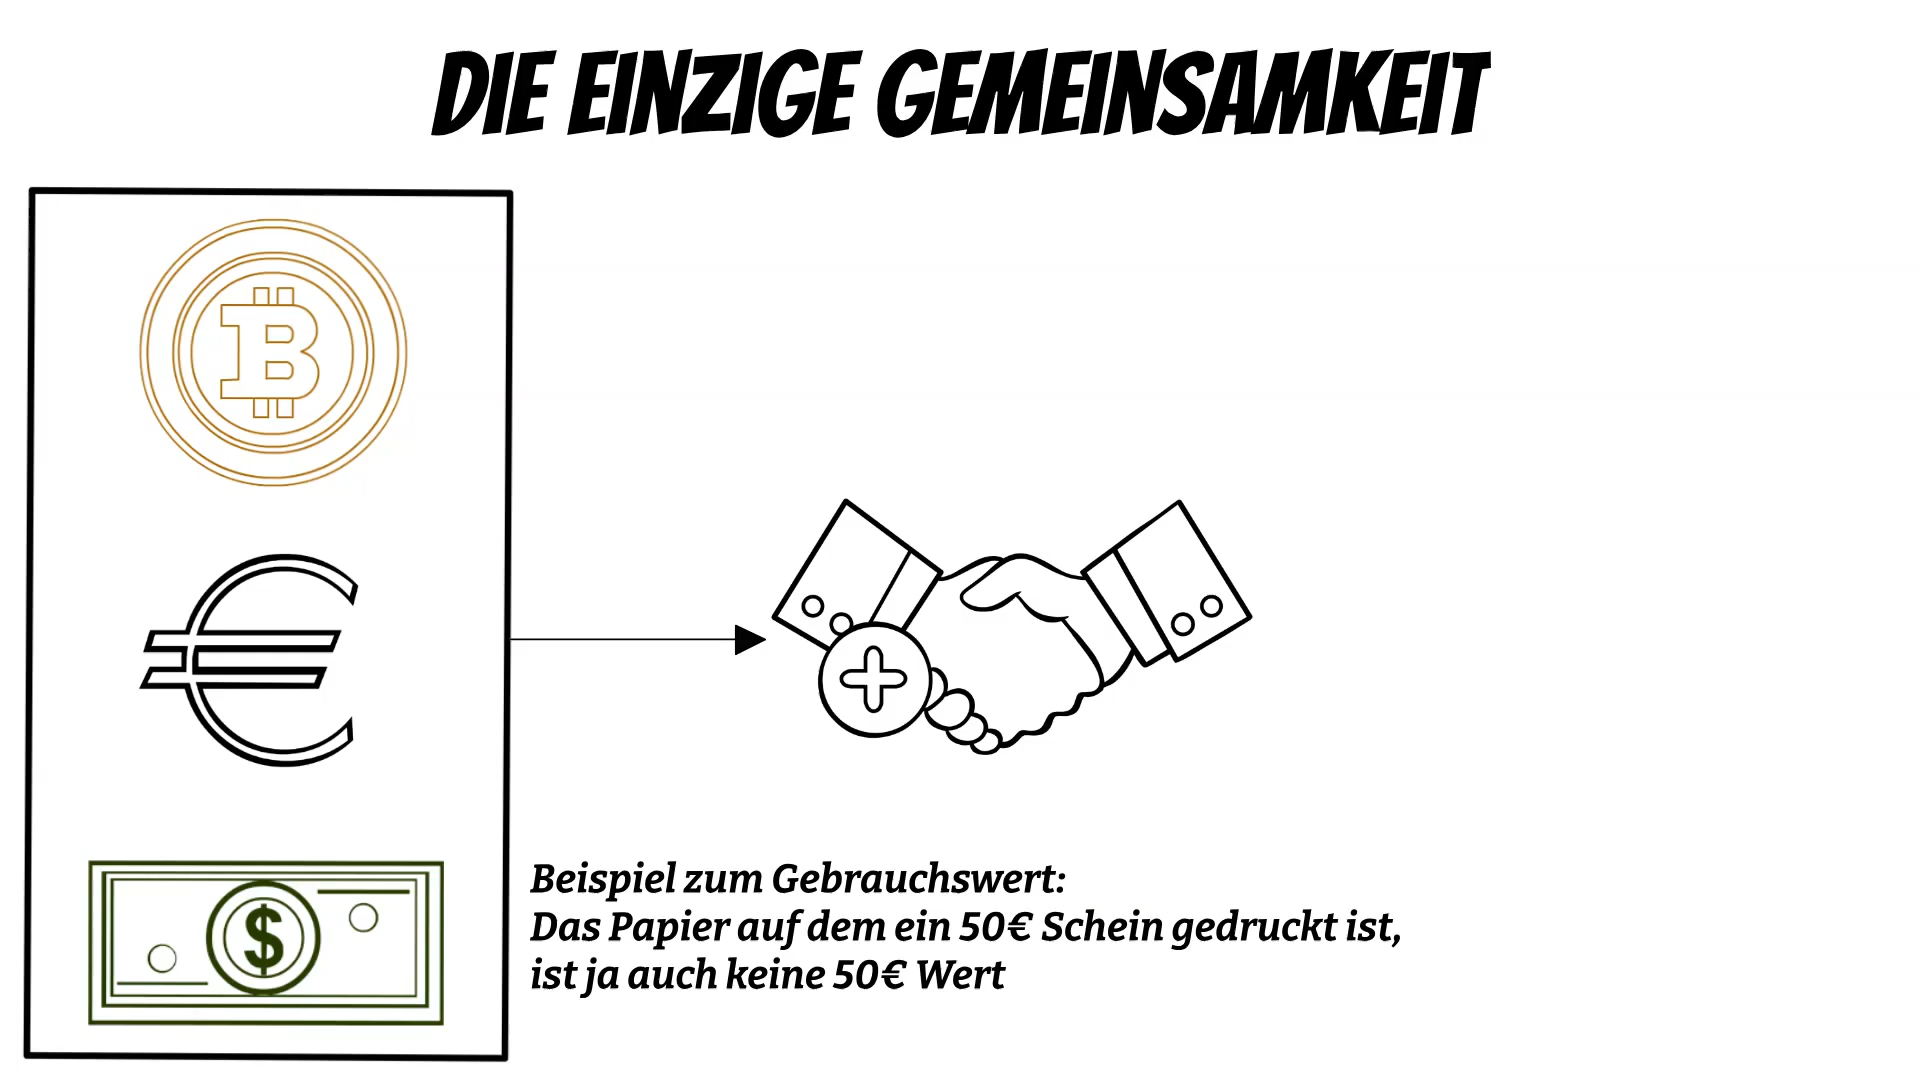 DIE EINZIGE GEMEINSAMKEIT
B
€
$
Beispiel zum Gebrauchswert:
Das Papier auf dem ein 50€ Schein gedruckt ist,
ist ja auch keine 50€ Wert